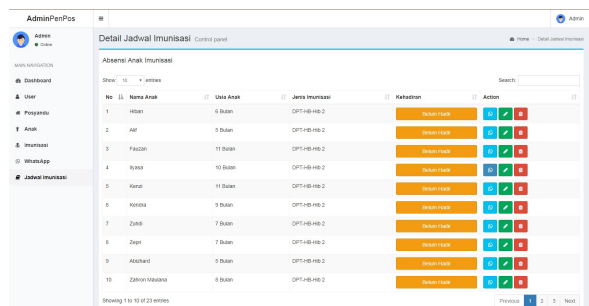 AdminPenPos
Admin
Admin
Online
MAIN NAVIGATION
Dashboard
User
Posyandu
Anak
Imunisasi
WhatsApp
Jadwal Imunisasi
Detail Jadwal Imunisasi Control panel
Home > Detail Jadwal Imunisasi
Absensi Anak Imunisasi
Show 10 entries
Search:
No Nama Anak Usia Anak Jenis Imunisasi Kehadiran Action
1 Hiban 6 Bulan DPT-HB-Hib 2 Belum Hadir
2 Alif 5 Bulan DPT-HB-Hib 2 Belum Hadir
3 Fauzan 11 Bulan DPT-HB-Hib 2 Belum Hadir
4 Ilyasa 10 Bulan DPT-HB-Hib 2 Belum Hadir
5 Kenzi 11 Bulan DPT-HB-Hib 2 Belum Hadir
6 Kendra 9 Bulan DPT-HB-Hib 2 Belum Hadir
7 Zuhdi 7 Bulan DPT-HB-Hib 2 Belum Hadir
8 Zepri 7 Bulan DPT-HB-Hib 2 Belum Hadir
9 Abizhard 8 Bulan DPT-HB-Hib 2 Belum Hadir
10 Zahron Maulana 8 Bulan DPT-HB-Hib 2 Belum Hadir
Showing 1 to 10 of 23 entries
Previous 1 2 3 Next